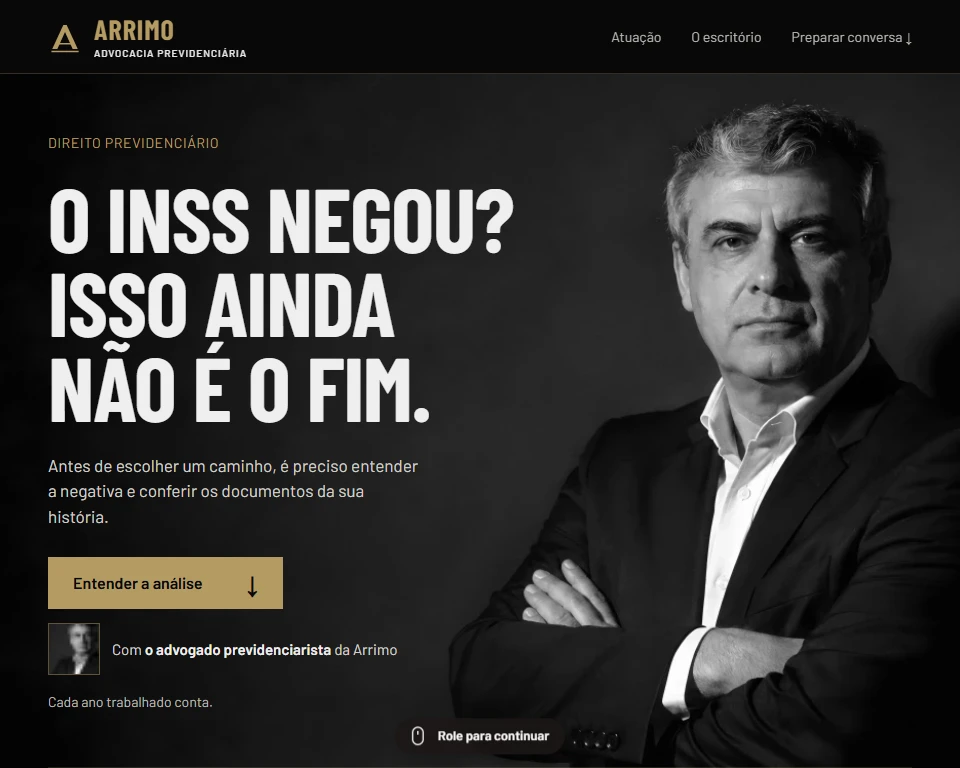 ARRIMO
ADVOCACIA PREVIDENCIÁRIA
Atuação
O escritório
Preparar conversa ↓
DIREITO PREVIDENCIÁRIO
O INSS NEGOU?
ISSO AINDA
NÃO É O FIM.
Antes de escolher um caminho, é preciso entender
a negativa e conferir os documentos da sua
história.
Entender a análise ↓
Com o advogado previdenciarista da Arrimo
Cada ano trabalhado conta.
Role para continuar